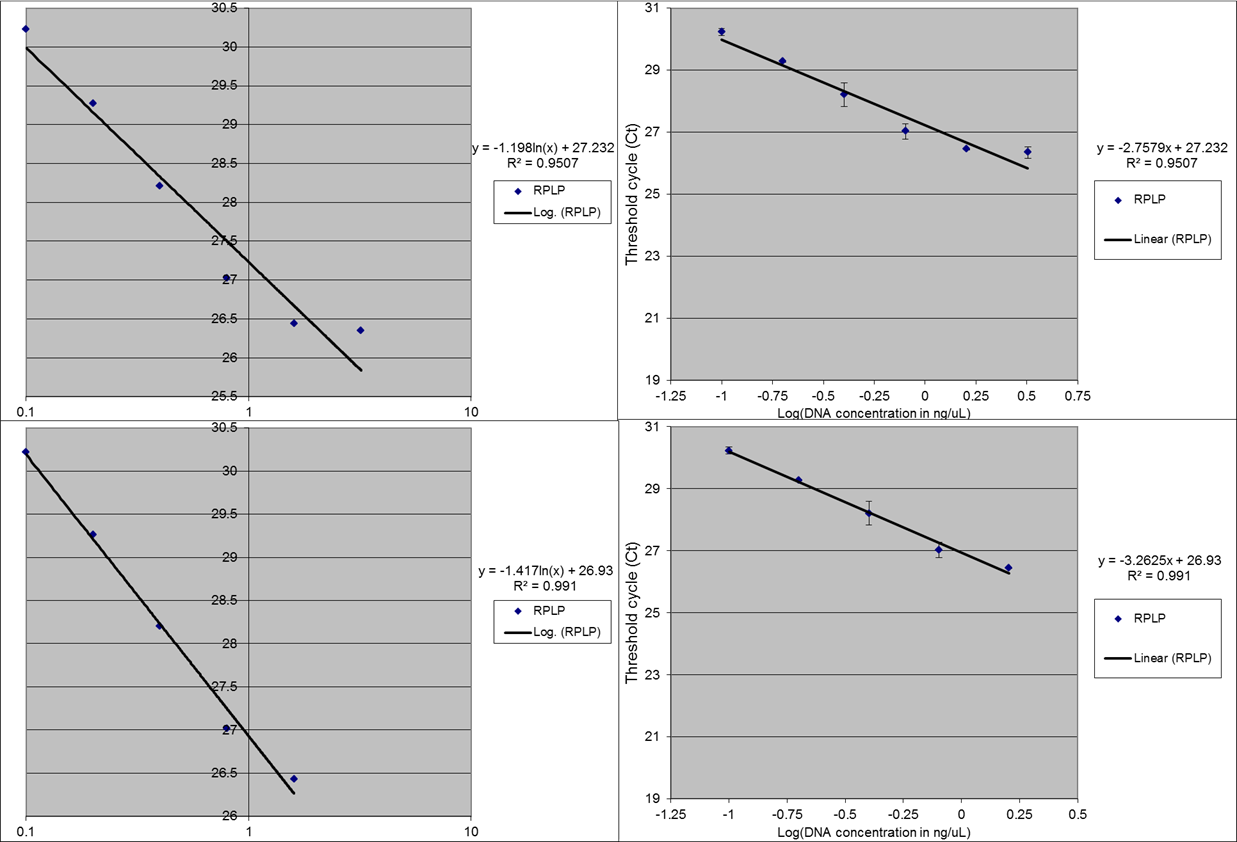 30.5
30
29.5
29
28.5
28
27.5
27
26.5
26
25.5
0.1 1 10
y = -1.198ln(x) + 27.232
R² = 0.9507
RPLP
Log. (RPLP)
31
29
27
25
23
21
19
-1.25 -1 -0.75 -0.5 -0.25 0 0.25 0.5 0.75
Threshold cycle (Ct)
Log(DNA concentration in ng/uL)
y = -2.7579x + 27.232
R² = 0.9507
RPLP
Linear (RPLP)
30.5
30
29.5
29
28.5
28
27.5
27
26.5
26
0.1 1 10
y = -1.417ln(x) + 26.93
R² = 0.991
RPLP
Log. (RPLP)
31
29
27
25
23
21
19
-1.25 -1 -0.75 -0.5 -0.25 0 0.25 0.5
Threshold cycle (Ct)
Log(DNA concentration in ng/uL)
y = -3.2625x + 26.93
R² = 0.991
RPLP
Linear (RPLP)